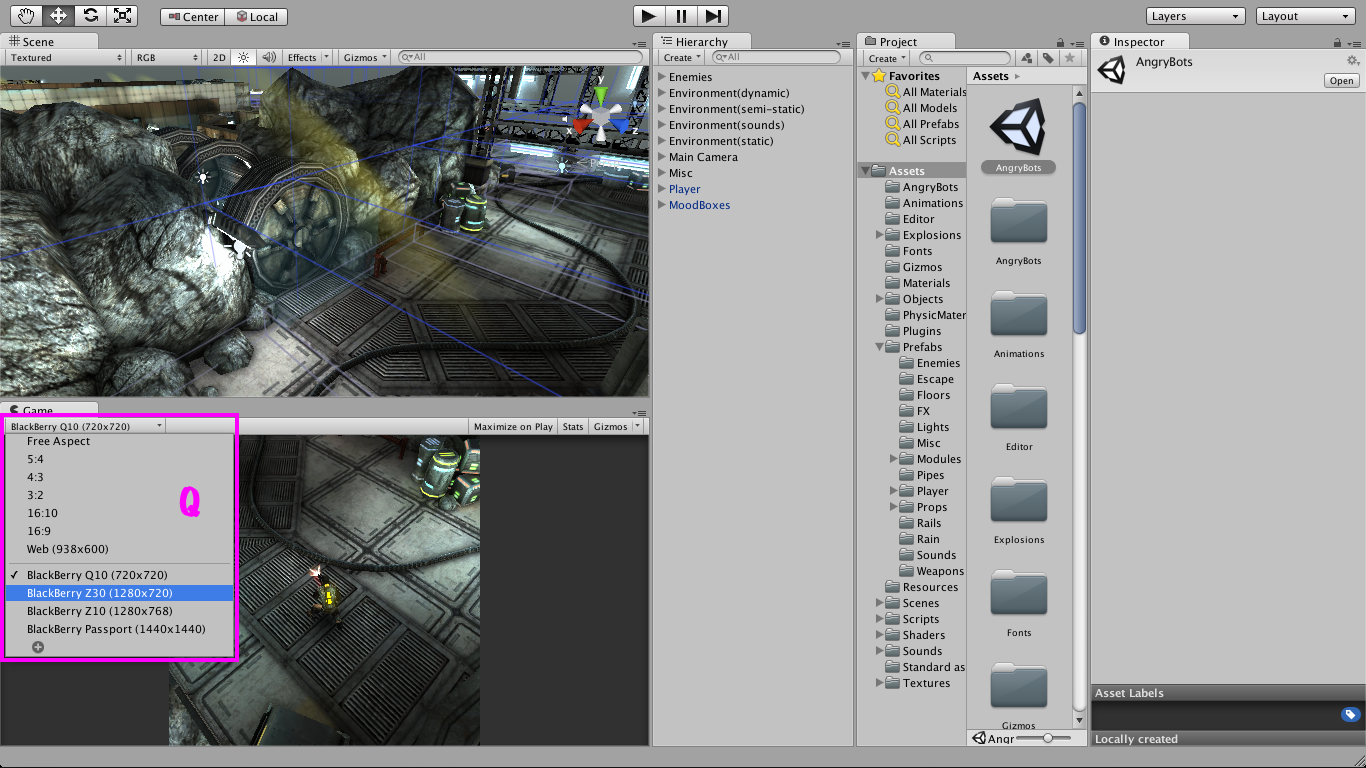 Center
Local
Layers
Layout
Scene
Textured
RGB
2D
Effects
Gizmos
All
Game
BlackBerry Q10 (720x720)
Maximize on Play
Stats
Gizmos
Free Aspect
5:4
4:3
3:2
16:10
16:9
Web (938x600)
✓ BlackBerry Q10 (720x720)
BlackBerry Z30 (1280x720)
BlackBerry Z10 (1280x768)
BlackBerry Passport (1440x1440)
Q
y
x
z
Hierarchy
Create
All
Enemies
Environment(dynamic)
Environment(semi-static)
Environment(sounds)
Environment(static)
Main Camera
Misc
Player
MoodBoxes
Project
Create
Favorites
All Materials
All Models
All Prefabs
All Scripts
Assets
AngryBots
Animations
Editor
Explosions
Fonts
Gizmos
Materials
Objects
PhysicMater
Plugins
Prefabs
Enemies
Escape
Floors
FX
Lights
Misc
Modules
Pipes
Player
Props
Rails
Rain
Sounds
Weapons
Resources
Scenes
Scripts
Shaders
Sounds
Standard as
Textures
Assets
AngryBots
AngryBots
Animations
Editor
Explosions
Fonts
Gizmos
Angr
Inspector
AngryBots
Open
Asset Labels
Locally created